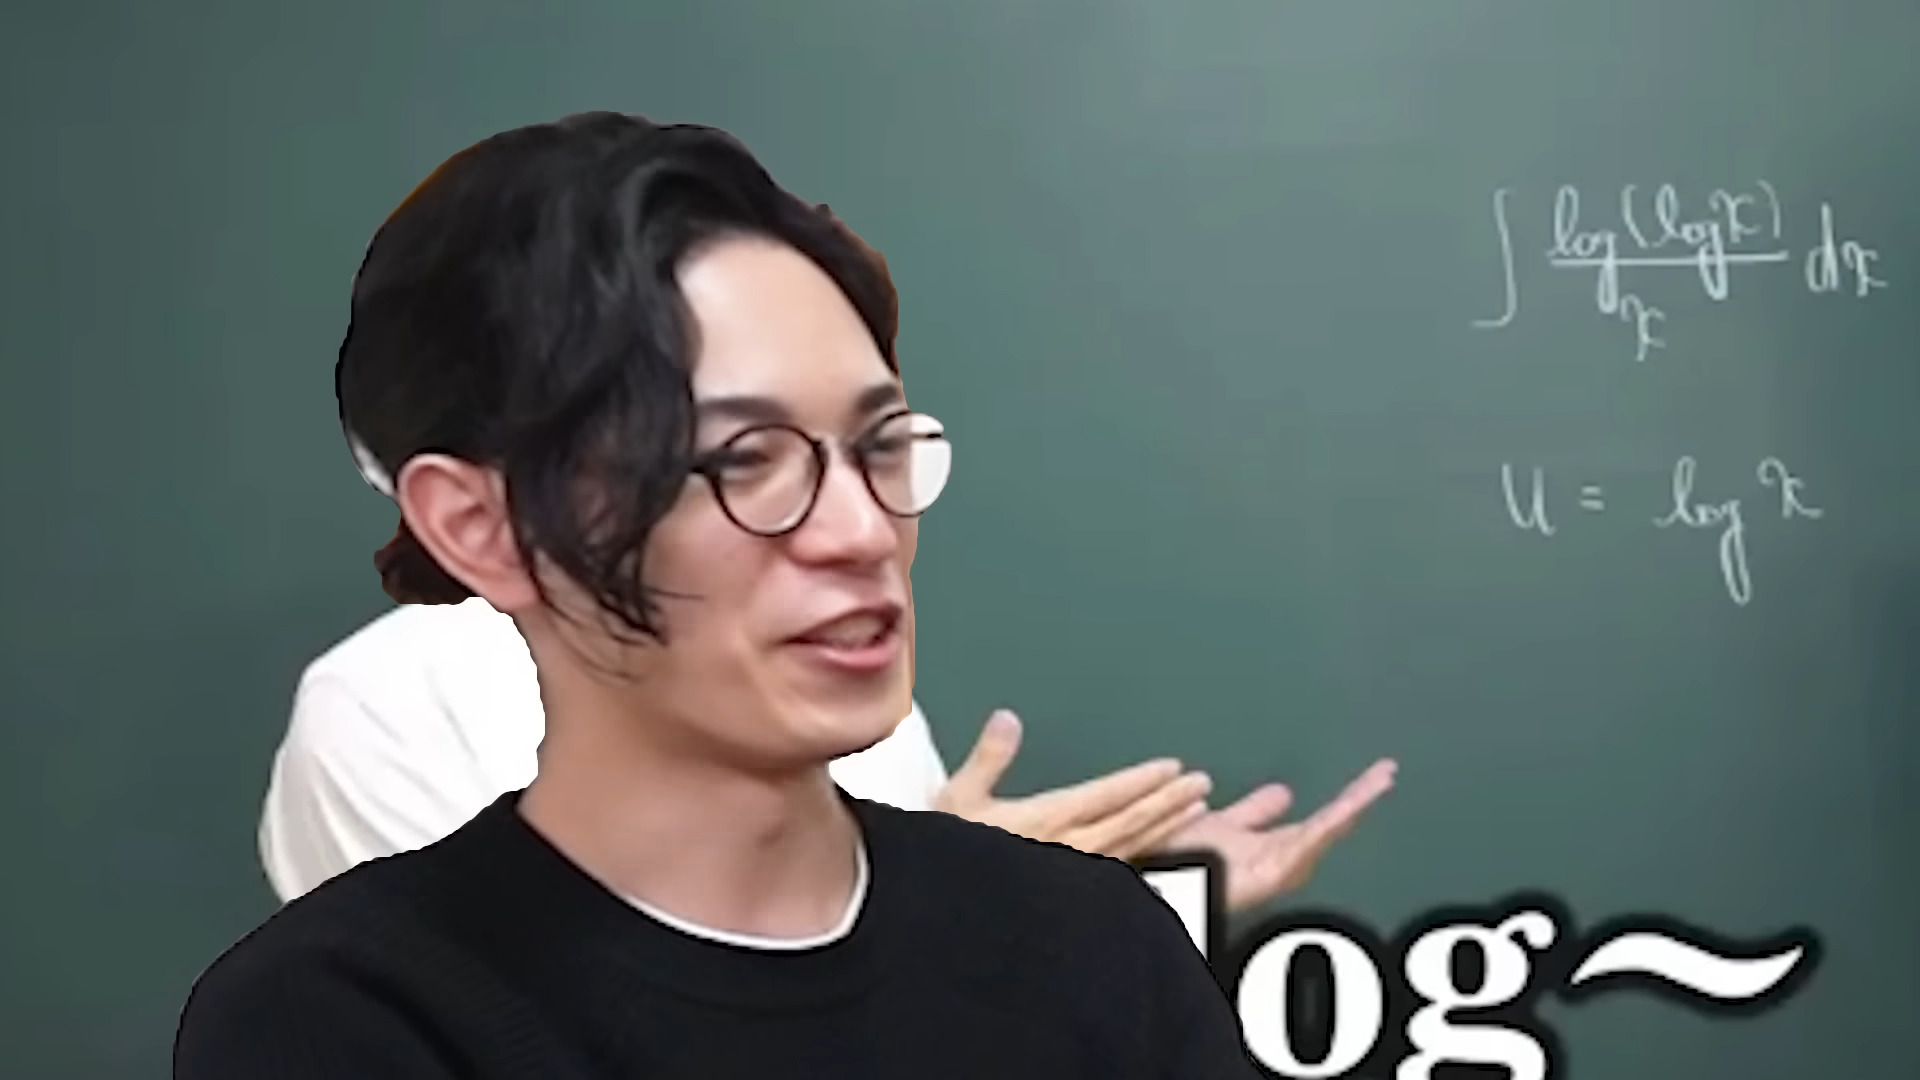 ∫ log(log x)/x dx
u = log x
log~